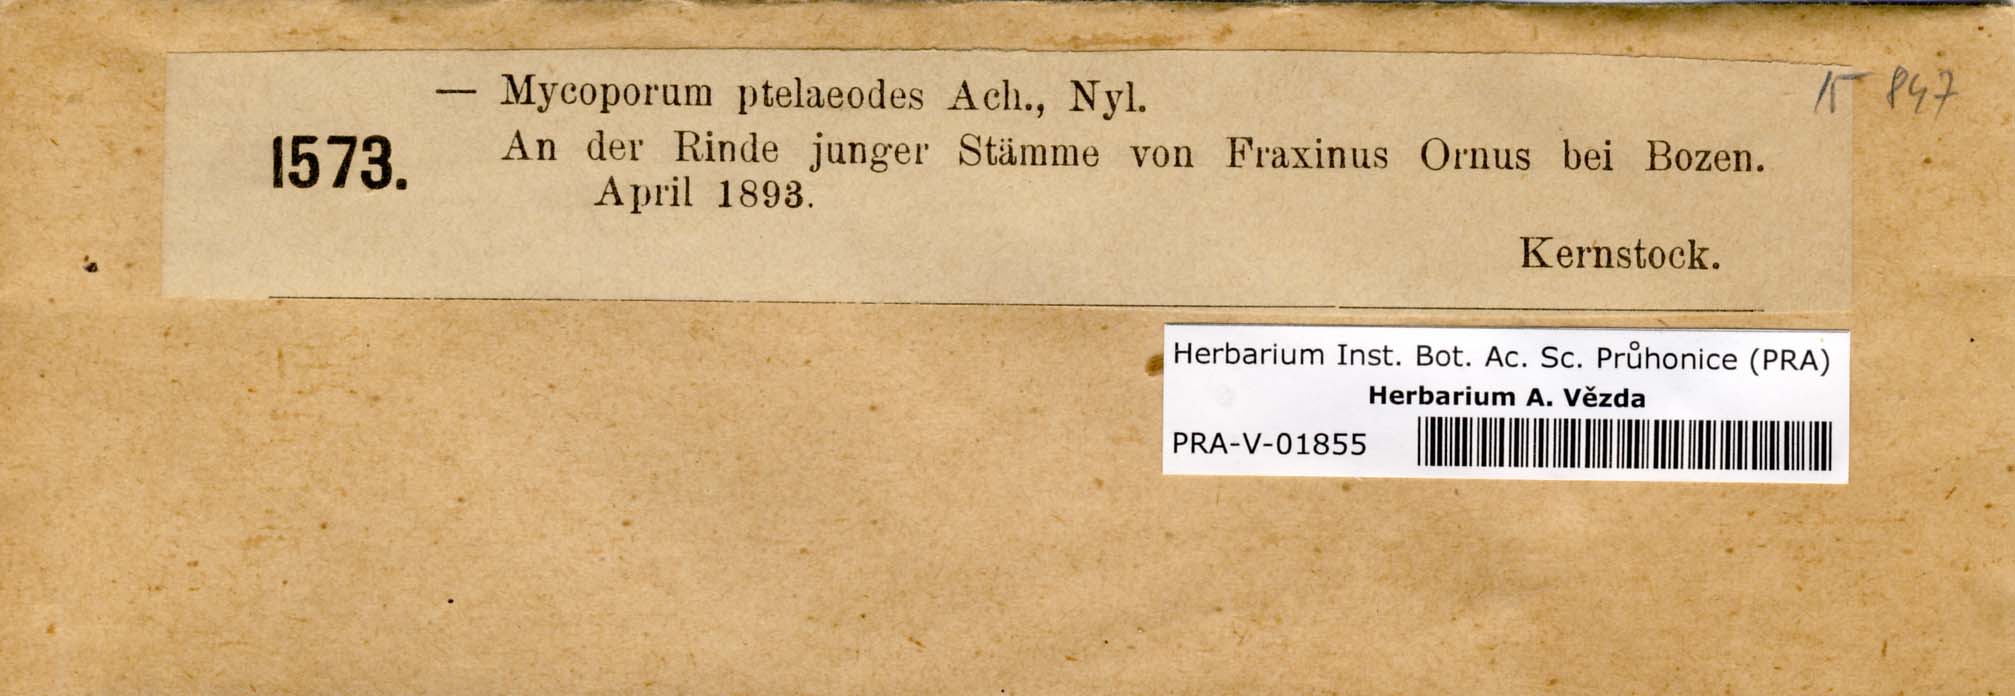 — Mycoporum ptelaeodes Ach., Nyl.
1573. An der Rinde junger Stämme von Fraxinus Ornus bei Bozen.
April 1893.
Kernstock.
847
Herbarium Inst. Bot. Ac. Sc. Průhonice (PRA)
Herbarium A. Vězda
PRA-V-01855